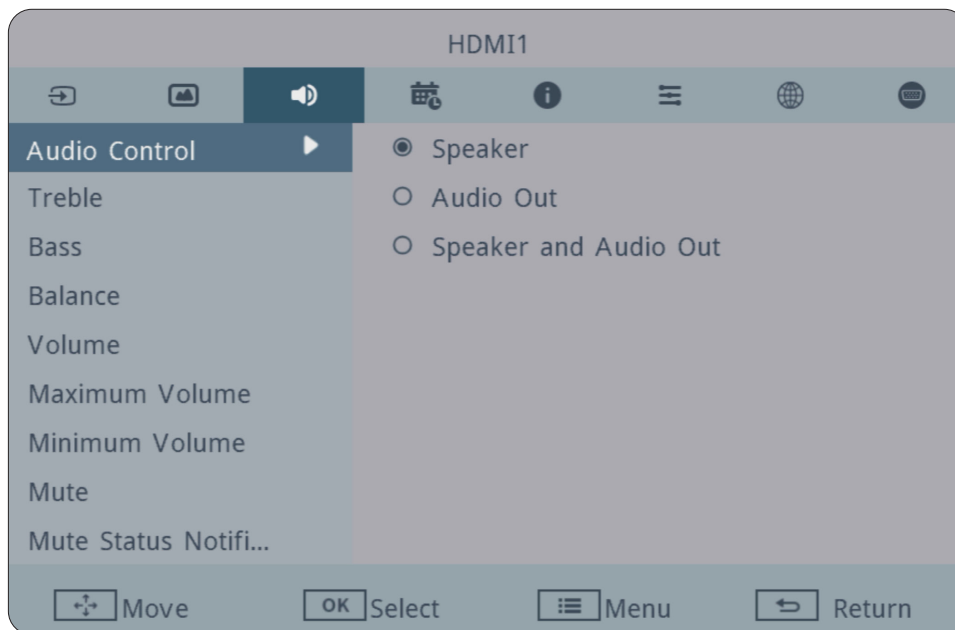 HDMI1
Audio Control
Treble
Bass
Balance
Volume
Maximum Volume
Minimum Volume
Mute
Mute Status Notifi...
Speaker
Audio Out
Speaker and Audio Out
Move OK Select Menu Return